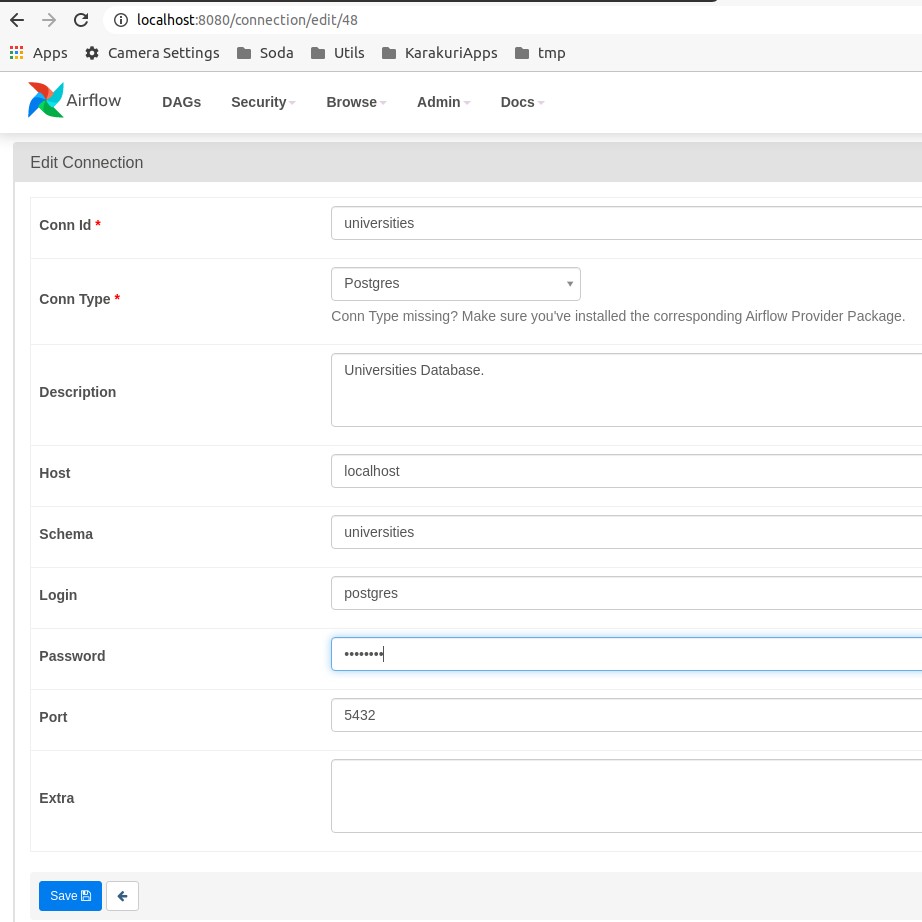 localhost:8080/connection/edit/48
Apps Camera Settings Soda Utils KarakuriApps tmp
Airflow DAGs Security Browse Admin Docs
Edit Connection
Conn Id * universities
Conn Type * Postgres
Conn Type missing? Make sure you've installed the corresponding Airflow Provider Package.
Description Universities Database.
Host localhost
Schema universities
Login postgres
Password ••••••••
Port 5432
Extra
Save